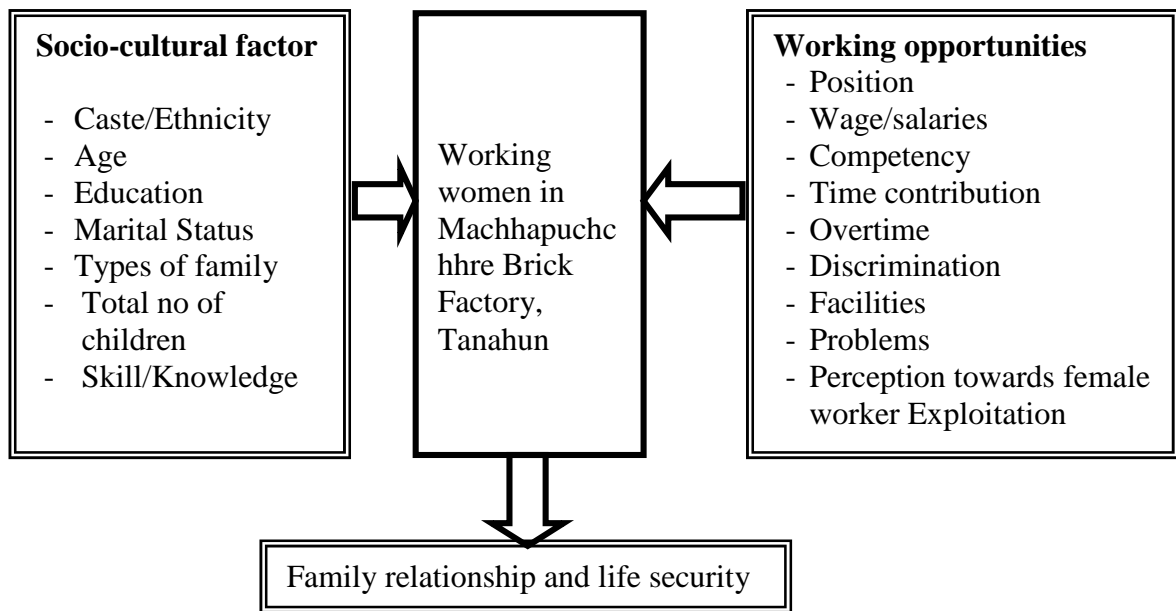 Socio-cultural factor
- Caste/Ethnicity
- Age
- Education
- Marital Status
- Types of family
- Total no of
children
- Skill/Knowledge
Working
women in
Machhapuchc
hhre Brick
Factory,
Tanahun
Working opportunities
- Position
- Wage/salaries
- Competency
- Time contribution
- Overtime
- Discrimination
- Facilities
- Problems
- Perception towards female
worker Exploitation
Family relationship and life security